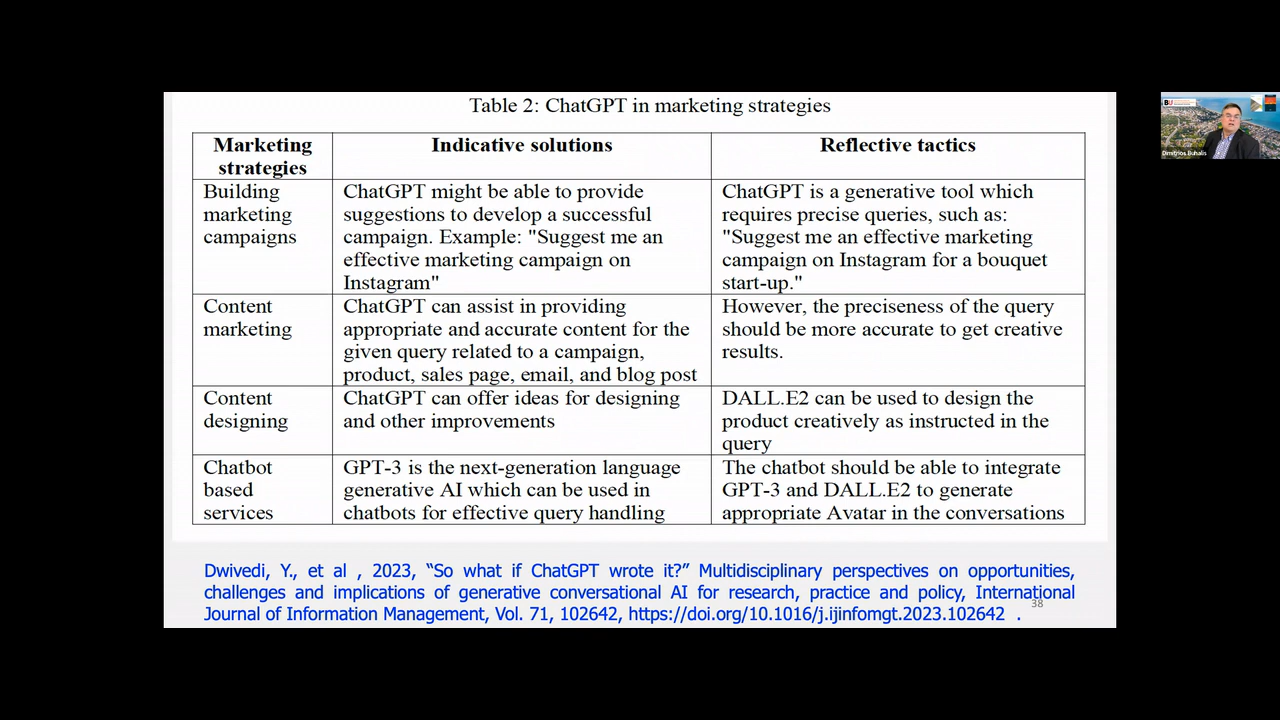 Table 2: ChatGPT in marketing strategies
Marketing
strategies
Indicative solutions
Reflective tactics
Building
marketing
campaigns
ChatGPT might be able to provide
suggestions to develop a successful
campaign. Example: "Suggest me an
effective marketing campaign on
Instagram"
ChatGPT is a generative tool which
requires precise queries, such as:
"Suggest me an effective marketing
campaign on Instagram for a bouquet
start-up."
Content
marketing
ChatGPT can assist in providing
appropriate and accurate content for the
given query related to a campaign,
product, sales page, email, and blog post
However, the preciseness of the query
should be more accurate to get creative
results.
Content
designing
ChatGPT can offer ideas for designing
and other improvements
DALL.E2 can be used to design the
product creatively as instructed in the
query
Chatbot
based
services
GPT-3 is the next-generation language
generative AI which can be used in
chatbots for effective query handling
The chatbot should be able to integrate
GPT-3 and DALL.E2 to generate
appropriate Avatar in the conversations
Dwivedi, Y., et al , 2023, “So what if ChatGPT wrote it?” Multidisciplinary perspectives on opportunities,
challenges and implications of generative conversational AI for research, practice and policy, International
Journal of Information Management, Vol. 71, 102642, https://doi.org/10.1016/j.ijinfomgt.2023.102642 .
38
BU
Dimitrios Buhalis